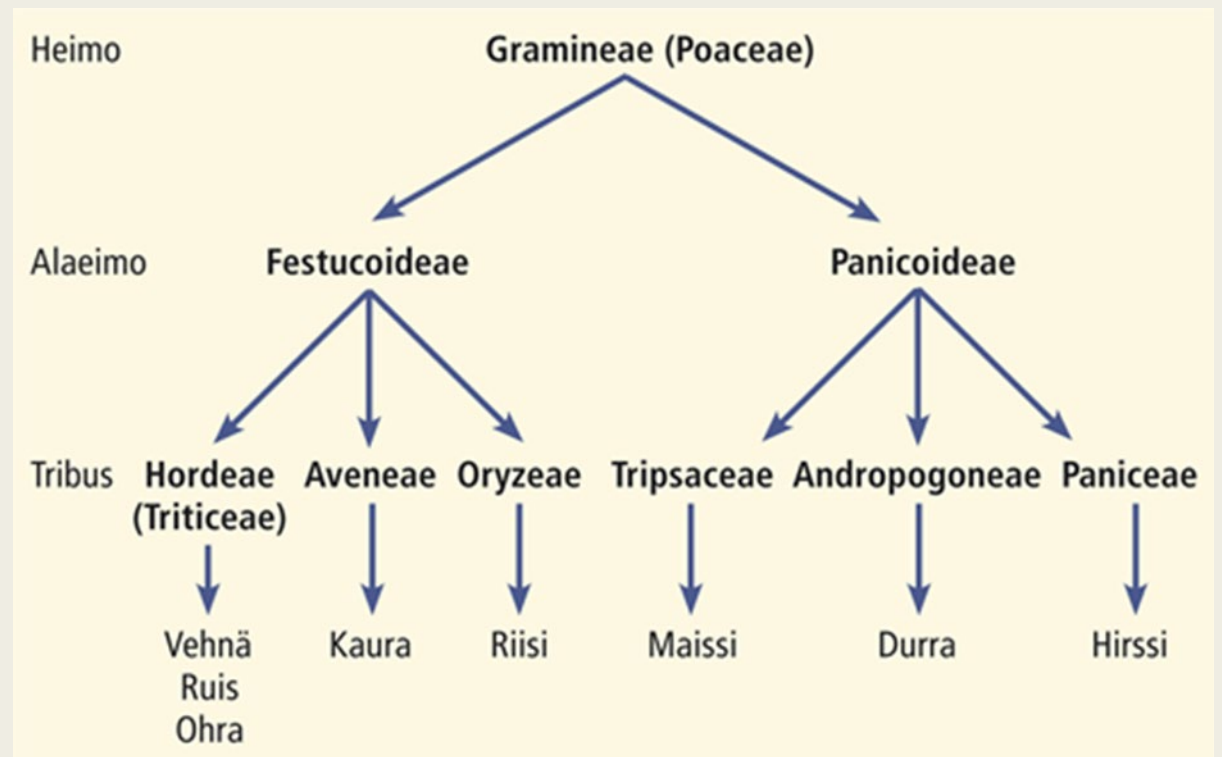 Heimo Gramineae (Poaceae)
Alaeimo Festucoideae Panicoideae
Tribus Hordeae Aveneae Oryzeae Tripsaceae Andropogoneae Paniceae
(Triticeae)
Vehnä Kaura Riisi Maissi Durra Hirssi
Ruis
Ohra